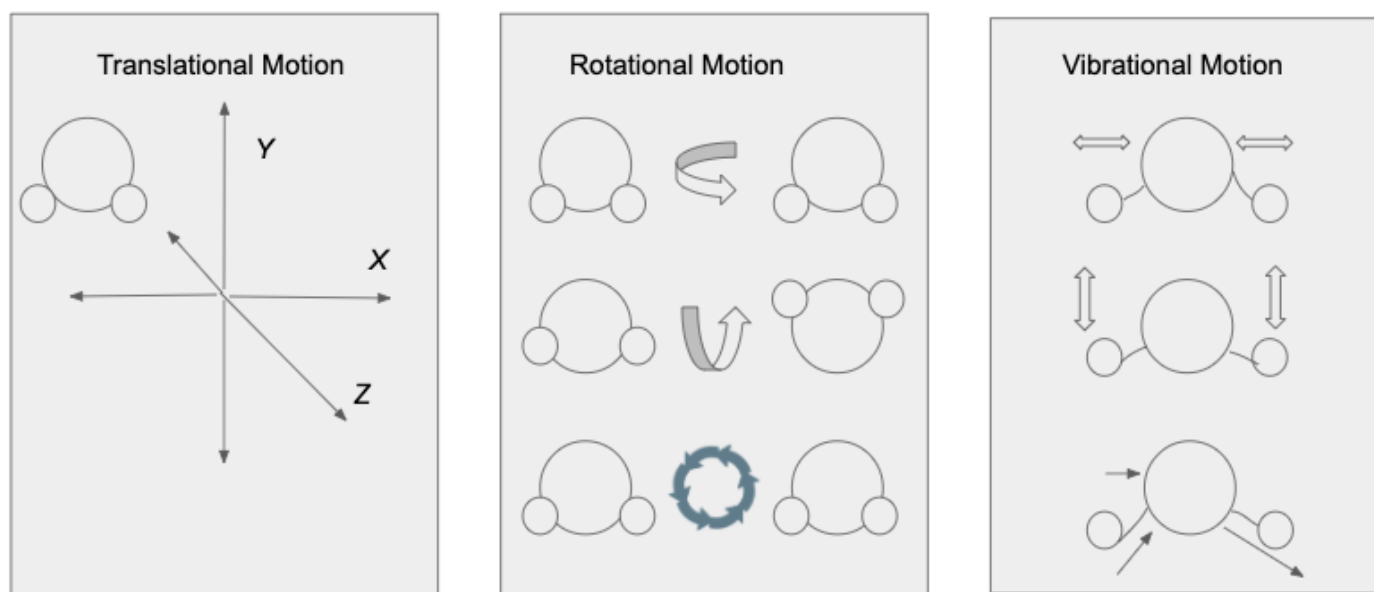 Translational Motion
Y
X
Z
Rotational Motion
Vibrational Motion